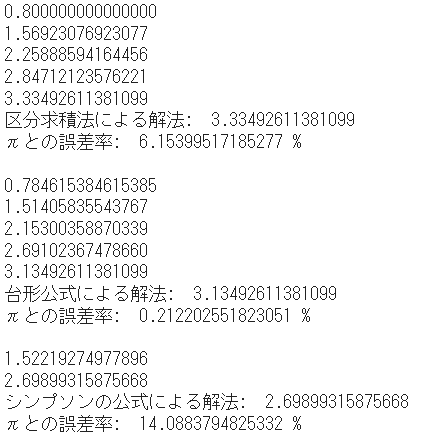 0.800000000000000
1.56923076923077
2.25888594164456
2.84712123576221
3.33492611381099
区分求積法による解法:　3.33492611381099
πとの誤差率:　6.15399517185277 %
0.784615384615385
1.51405835543767
2.15300358870339
2.69102367478660
3.13492611381099
台形公式による解法:　3.13492611381099
πとの誤差率:　0.212202551823051 %
1.52219274977896
2.69899315875668
シンプソンの公式による解法:　2.69899315875668
πとの誤差率:　14.0883794825332 %